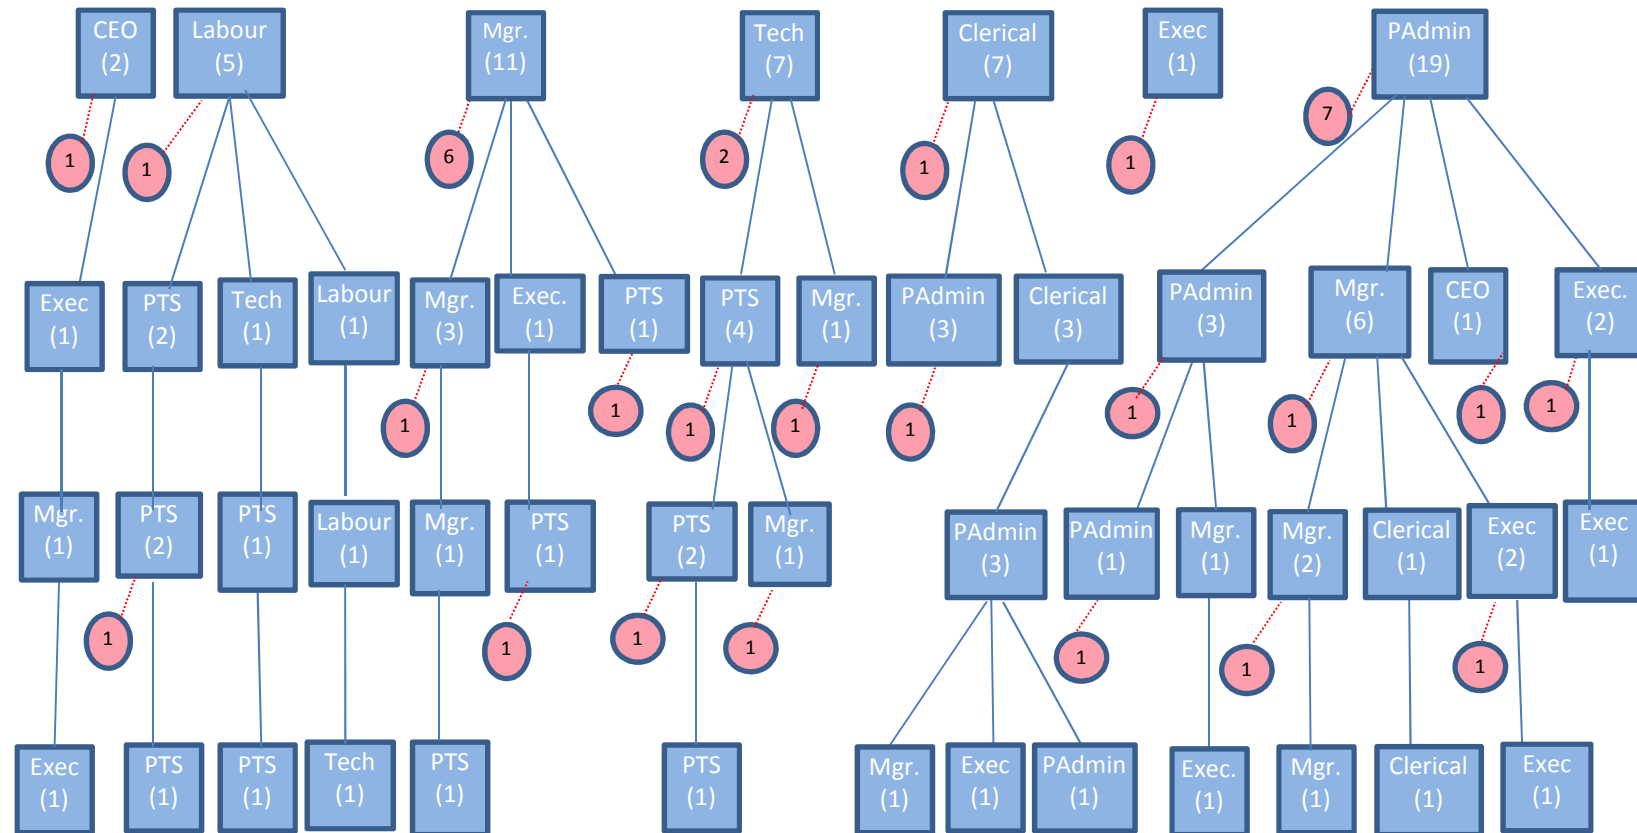 CEO
(2)
Labour
(5)
Mgr.
(11)
Tech
(7)
Clerical
(7)
Exec
(1)
PAdmin
(19)
1
1
6
2
1
1
7
Exec
(1)
PTS
(2)
Tech
(1)
Labour
(1)
Mgr.
(3)
Exec.
(1)
PTS
(1)
PTS
(4)
Mgr.
(1)
PAdmin
(3)
Clerical
(3)
PAdmin
(3)
Mgr.
(6)
CEO
(1)
Exec.
(2)
1
1
1
1
1
1
1
1
1
Mgr.
(1)
PTS
(2)
PTS
(1)
Labour
(1)
Mgr.
(1)
PTS
(1)
PTS
(2)
Mgr.
(1)
PAdmin
(3)
PAdmin
(1)
Mgr.
(1)
Mgr.
(2)
Clerical
(1)
Exec
(2)
Exec
(1)
1
1
1
1
1
1
1
Exec
(1)
PTS
(1)
PTS
(1)
Tech
(1)
PTS
(1)
PTS
(1)
Mgr.
(1)
Exec
(1)
PAdmin
(1)
Exec.
(1)
Mgr.
(1)
Clerical
(1)
Exec
(1)